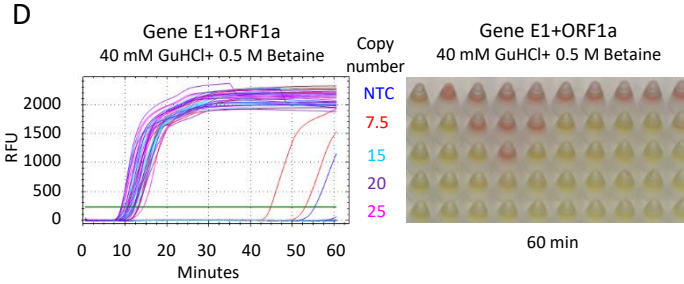 D
Gene E1+ORF1a
40 mM GuHCl+ 0.5 M Betaine
RFU
2000
1500
1000
500
0
0 10 20 30 40 50 60
Minutes
Copy
number
NTC
7.5
15
20
25
Gene E1+ORF1a
40 mM GuHCl+ 0.5 M Betaine
60 min